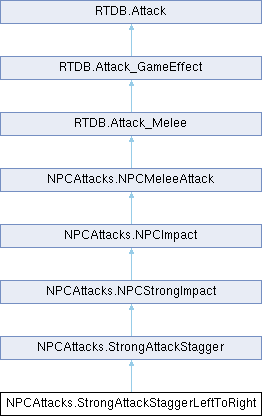 RTDB.Attack
RTDB.Attack_GameEffect
RTDB.Attack_Melee
NPCAttacks.NPCMeleeAttack
NPCAttacks.NPCImpact
NPCAttacks.NPCStrongImpact
NPCAttacks.StrongAttackStagger
NPCAttacks.StrongAttackStaggerLeftToRight